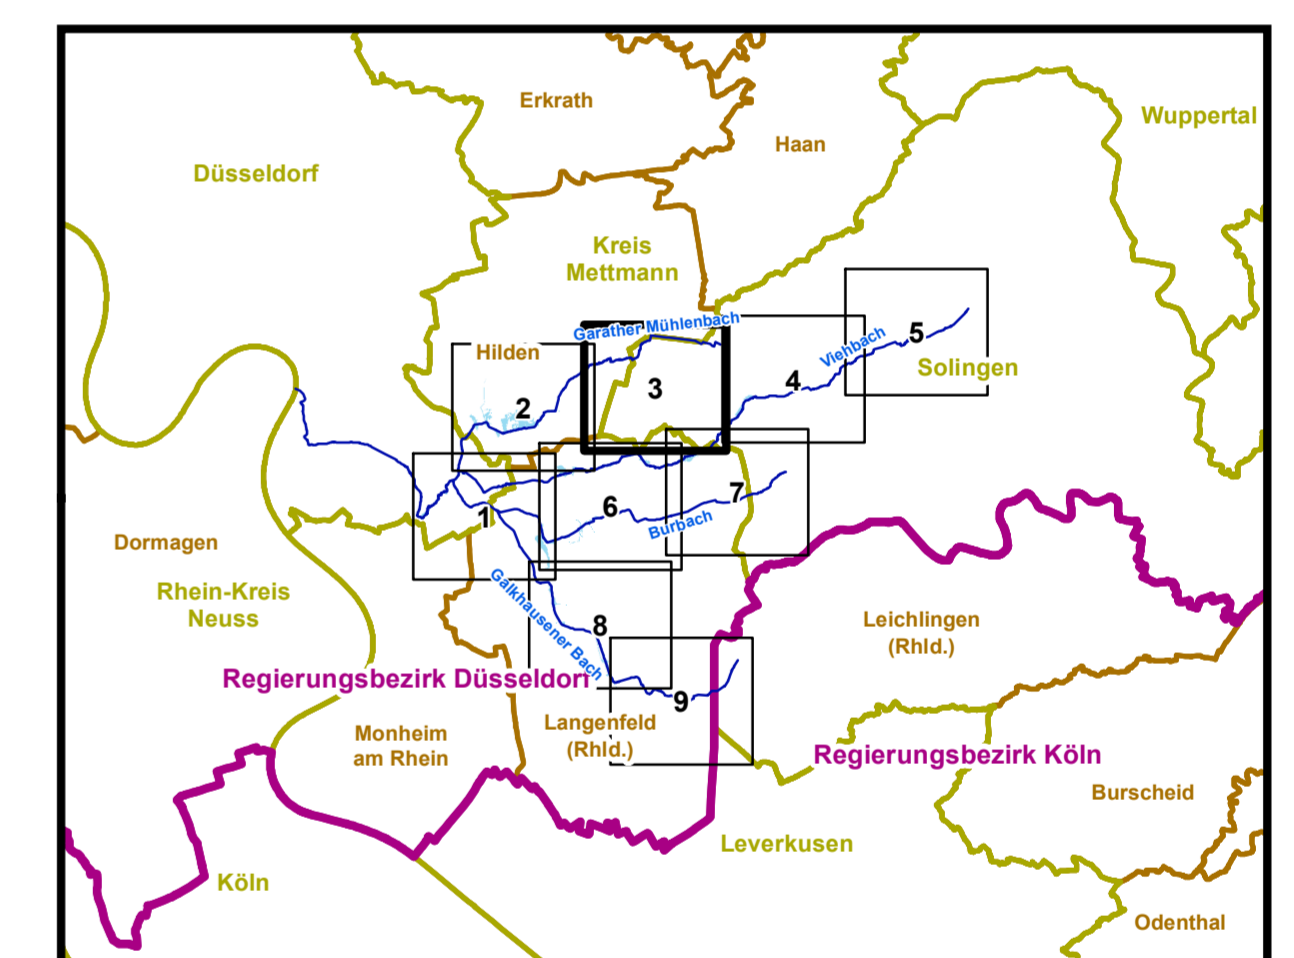 Erkrath
Wuppertal
Haan
Düsseldorf
Kreis
Mettmann
Garather Mühlenbach
Viehbach
5
Hilden
Solingen
3
4
2
6
7
1
Burbach
Dormagen
Rhein-Kreis
Neuss
Galkhausener Bach
8
Leichlingen
(Rhld.)
Regierungsbezirk Düsseldorf
9
Langenfeld
(Rhld.)
Monheim
am Rhein
Regierungsbezirk Köln
Burscheid
Leverkusen
Köln
Odenthal